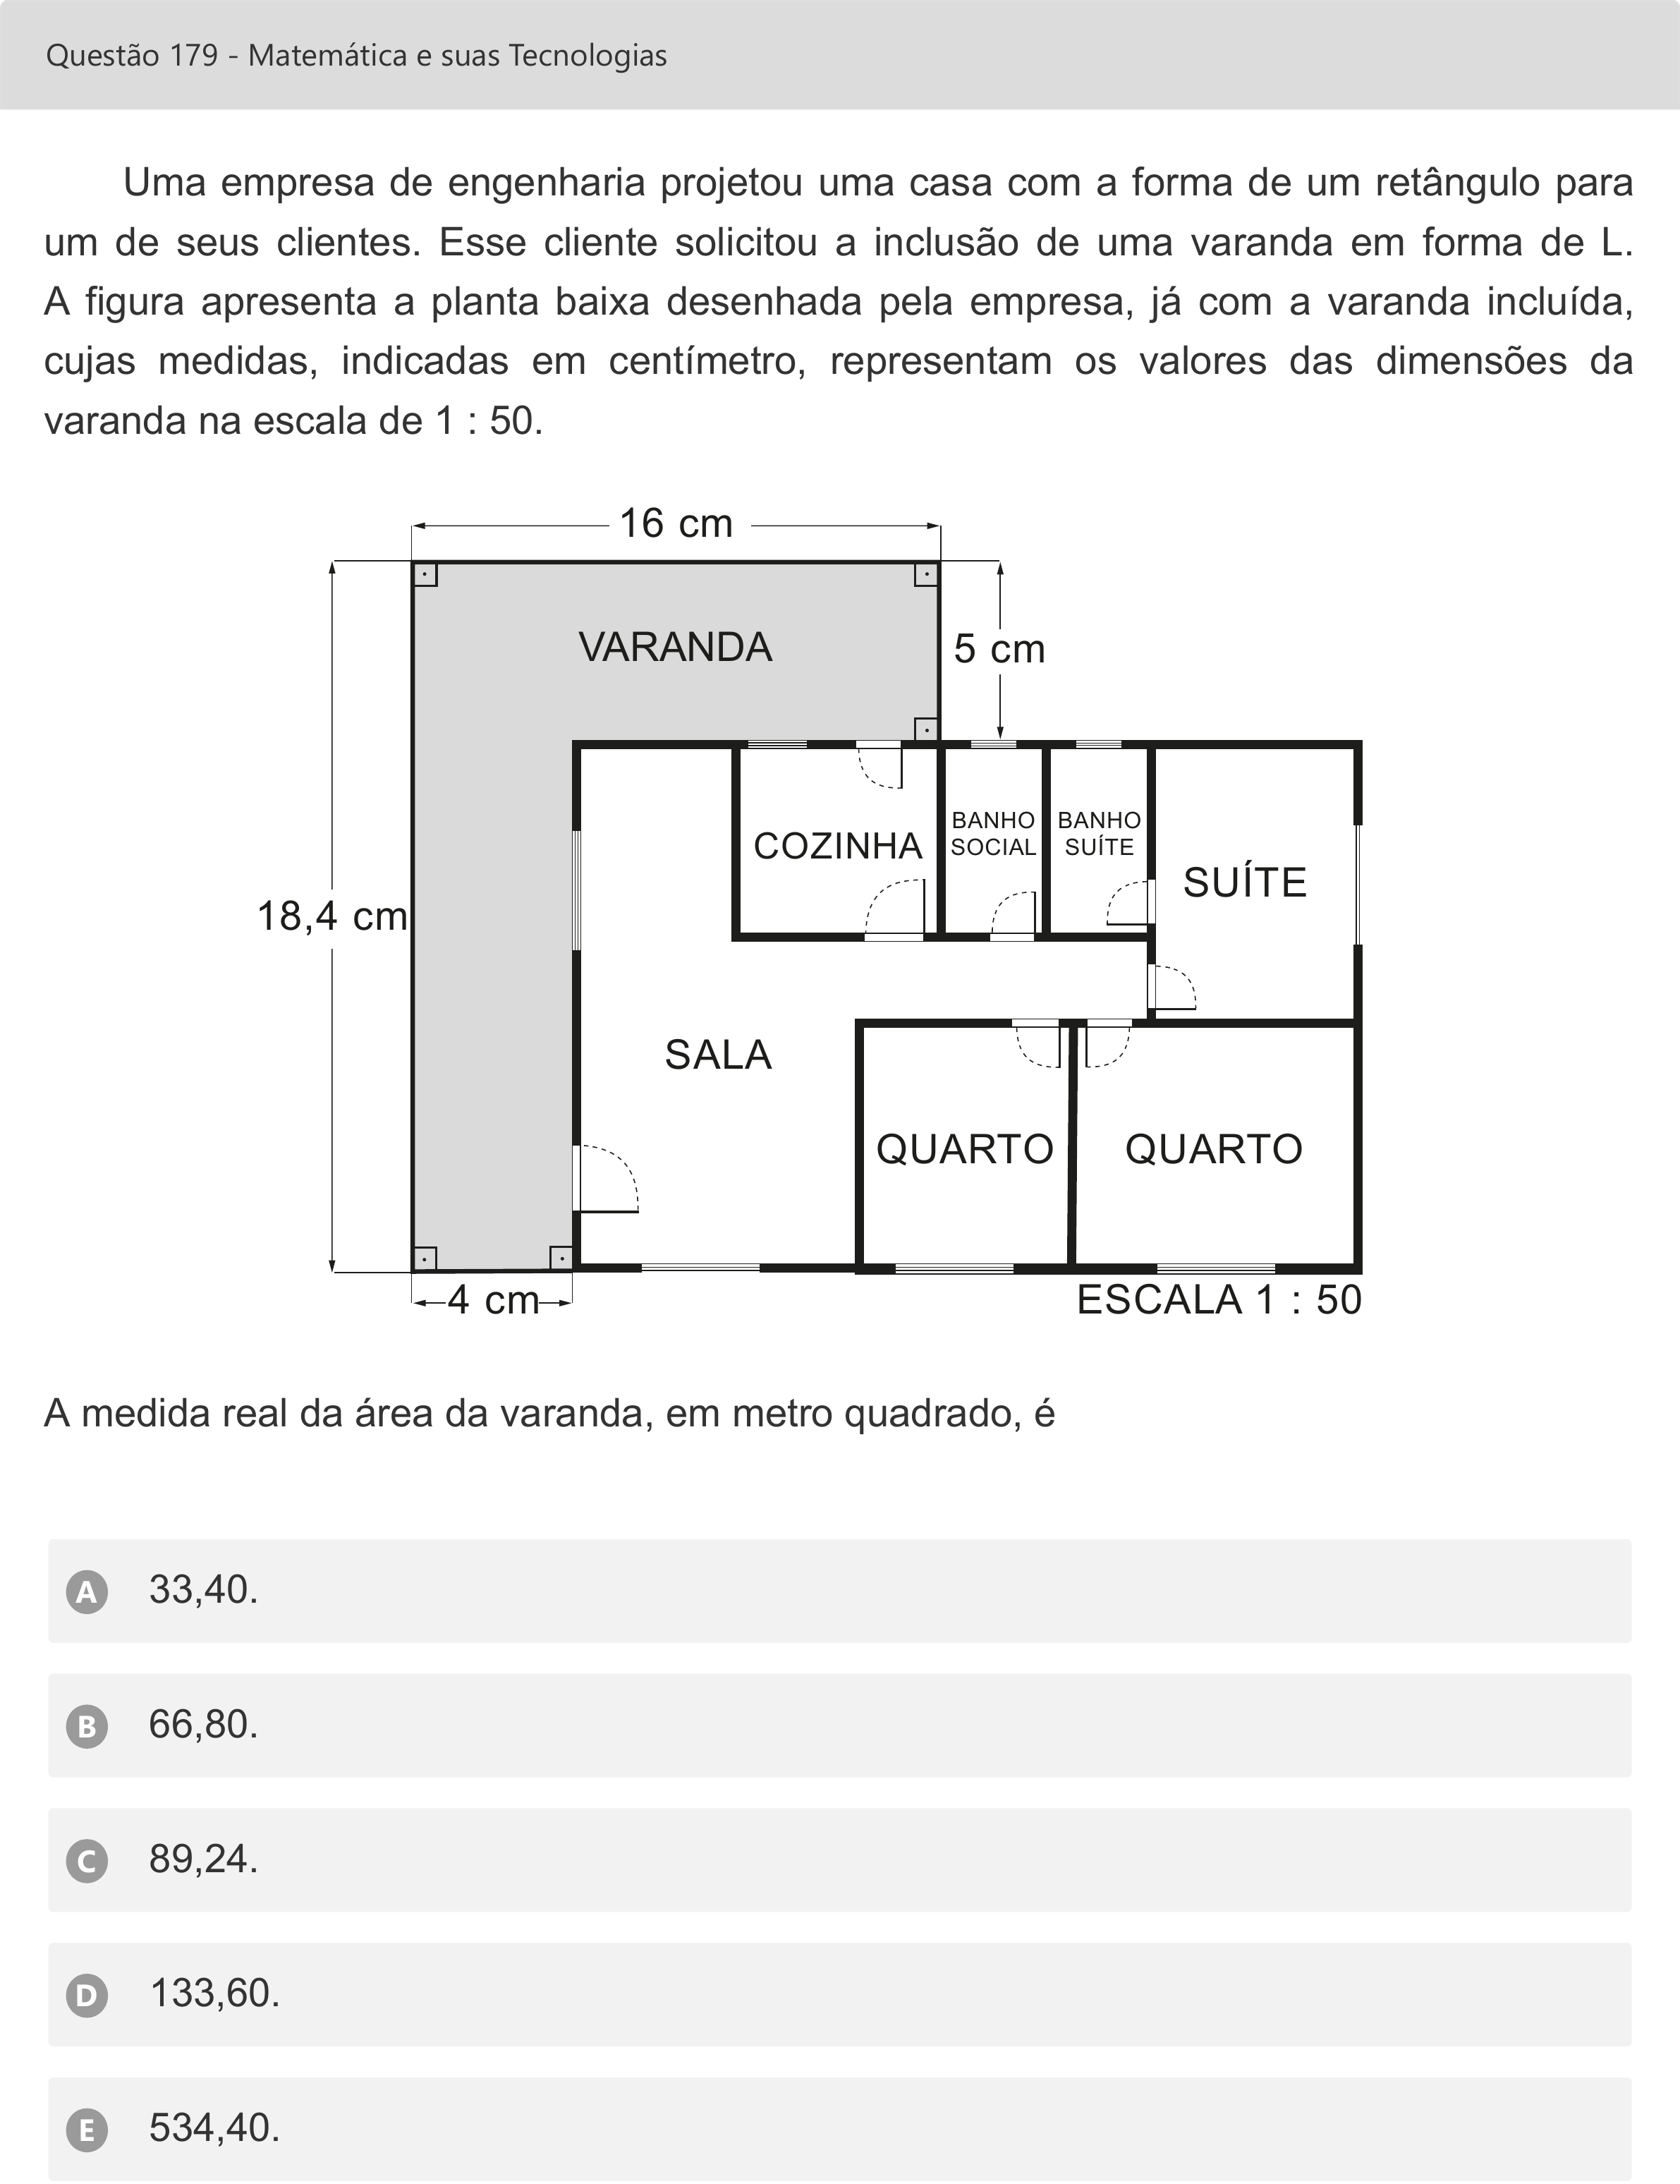 Questão 179 - Matemática e suas Tecnologias
Uma empresa de engenharia projetou uma casa com a forma de um retângulo para
um de seus clientes. Esse cliente solicitou a inclusão de uma varanda em forma de L.
A figura apresenta a planta baixa desenhada pela empresa, já com a varanda incluída,
cujas medidas, indicadas em centímetro, representam os valores das dimensões da
varanda na escala de 1 : 50.
16 cm
VARANDA
5 cm
COZINHA
BANHO
SOCIAL
BANHO
SUÍTE
SUÍTE
18,4 cm
SALA
QUARTO
QUARTO
4 cm
ESCALA 1 : 50
A medida real da área da varanda, em metro quadrado, é
A 33,40.
B 66,80.
C 89,24.
D 133,60.
E 534,40.